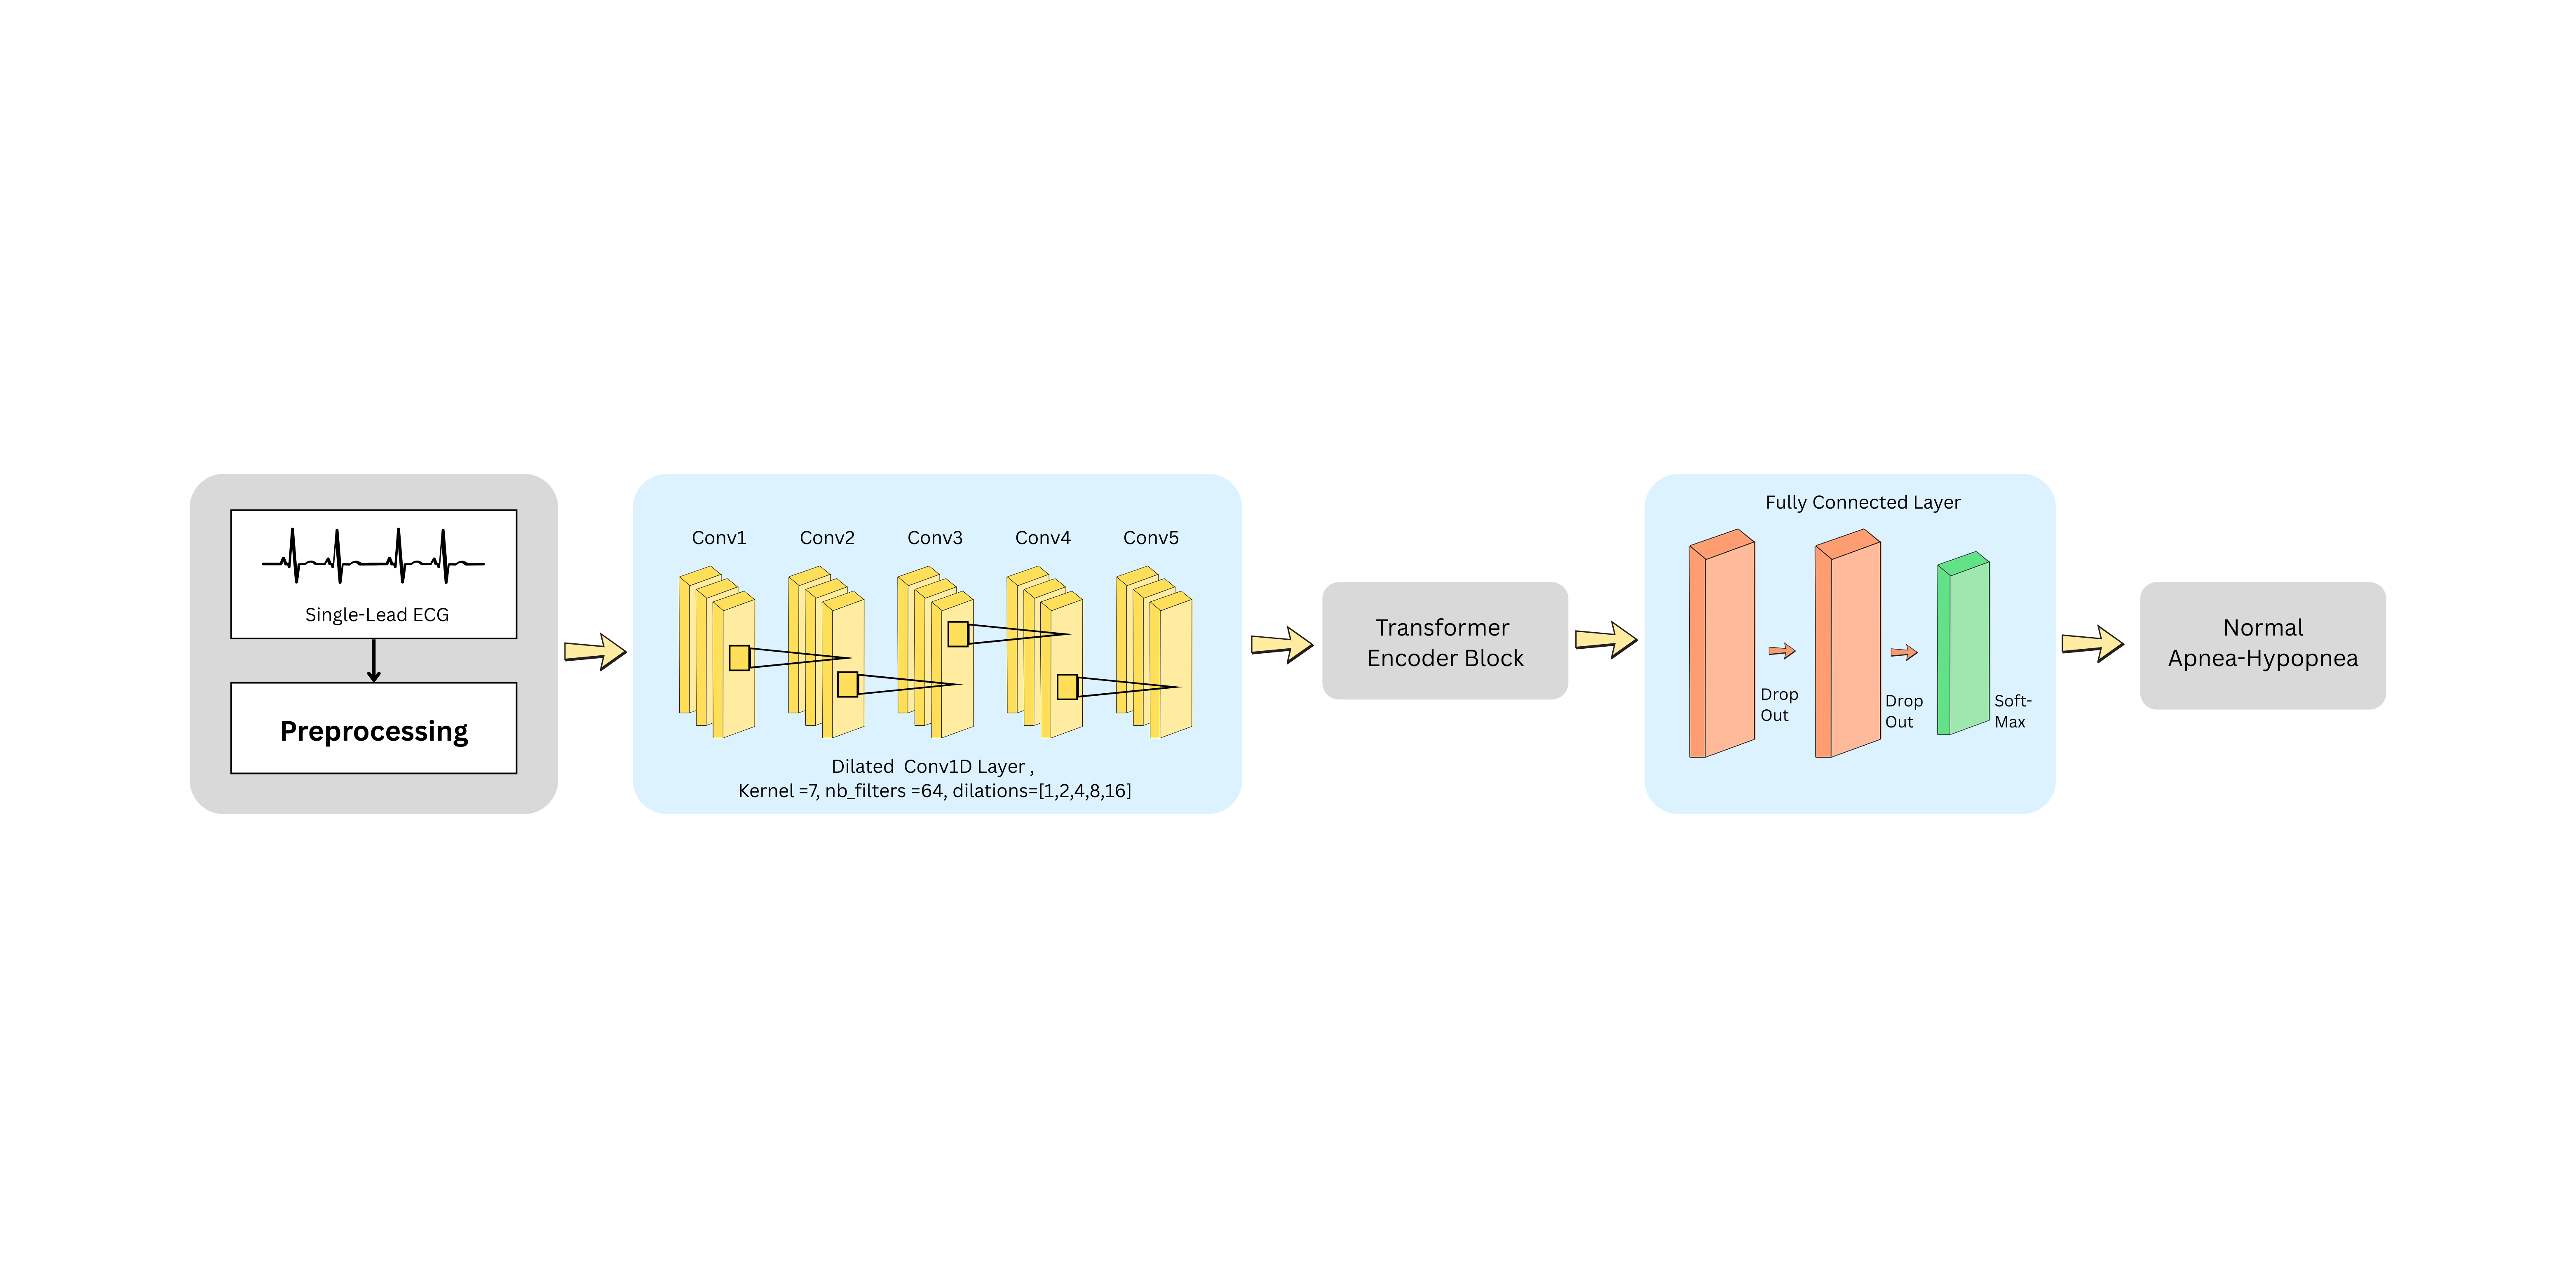 Single-Lead ECG
Preprocessing
Conv1
Conv2
Conv3
Conv4
Conv5
Dilated  Conv1D Layer ,
Kernel =7, nb_filters =64, dilations=[1,2,4,8,16]
Transformer
Encoder Block
Fully Connected Layer
Drop
Out
Drop
Out
Soft-
Max
Normal
Apnea-Hypopnea